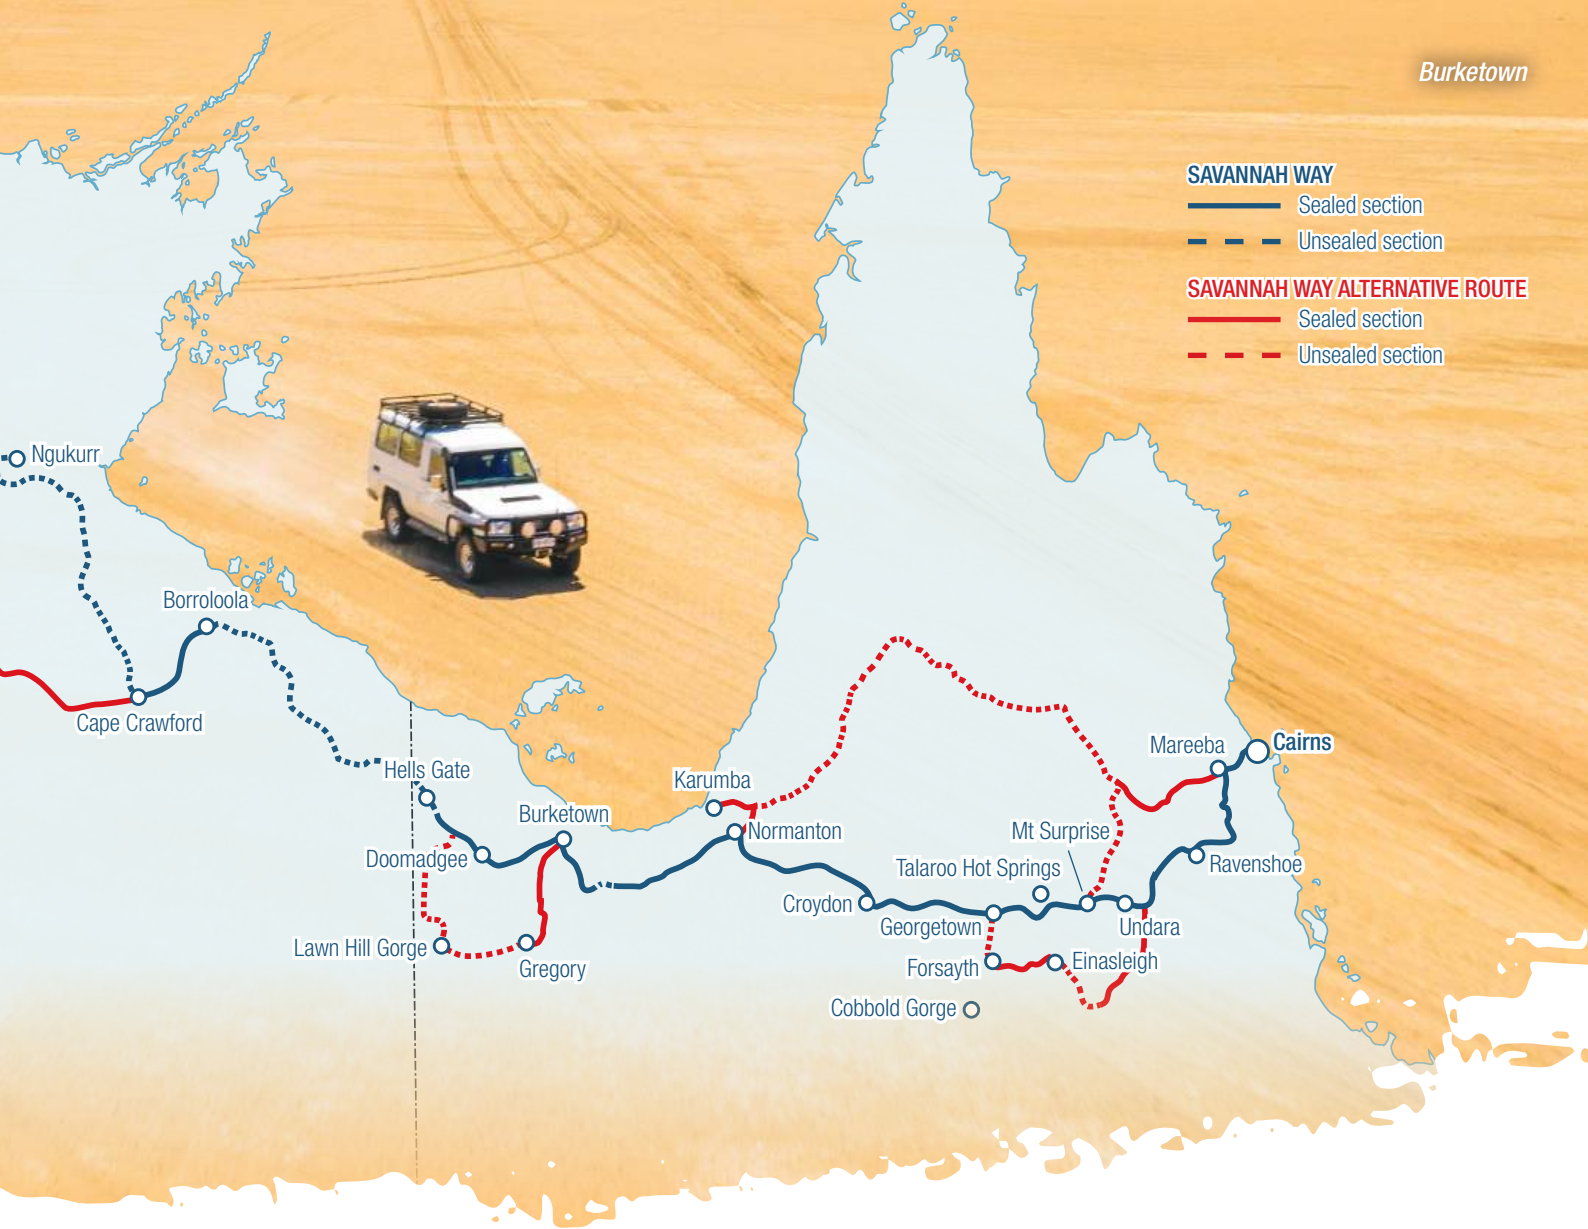 Burketown
SAVANNAH WAY
Sealed section
Unsealed section
SAVANNAH WAY ALTERNATIVE ROUTE
Sealed section
Unsealed section
Ngukurr
Borroloola
Cape Crawford
Hells Gate
Karumba
Mareeba
Cairns
Burketown
Normanton
Mt Surprise
Doomadgee
Talaroo Hot Springs
Ravenshoe
Croydon
Georgetown
Undara
Lawn Hill Gorge
Gregory
Forsayth
Einasleigh
Cobbold Gorge